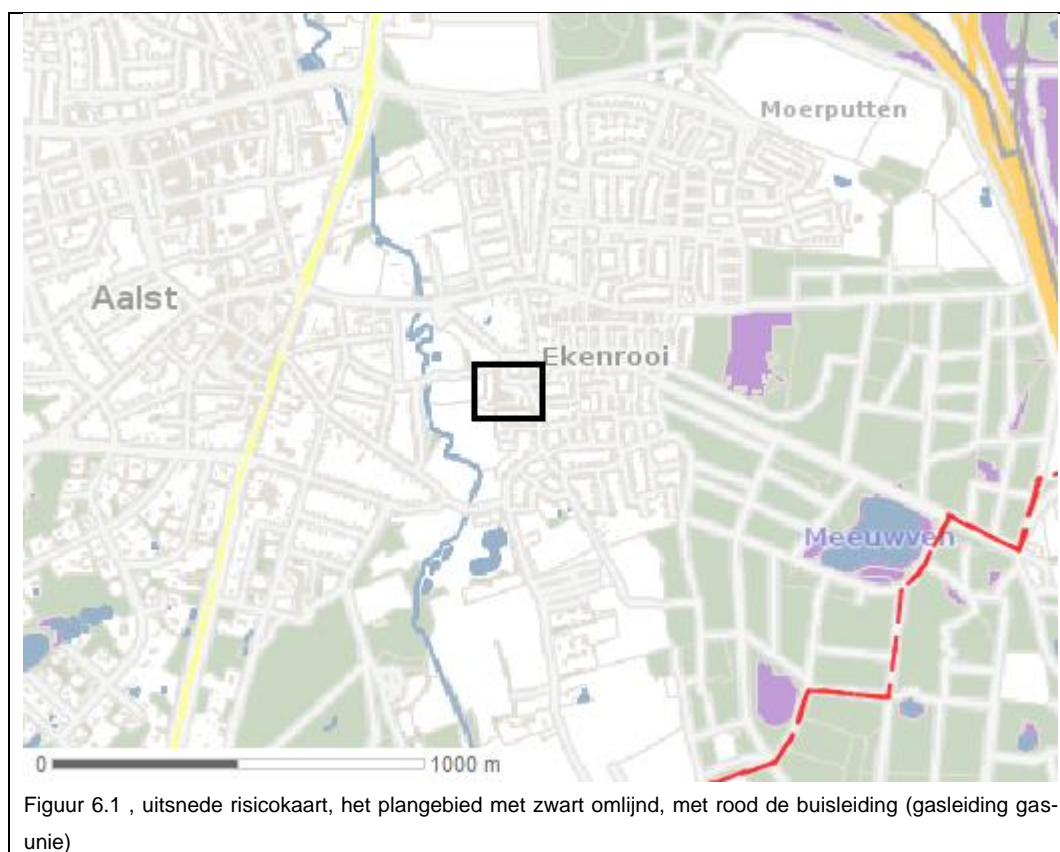 Moerputten
Aalst
Ekenrooi
Meeuwven
0 1000 m
Figuur 6.1 , uitsnede risicokaart, het plangebied met zwart omlijnd, met rood de buisleiding (gasleiding gas-
unie)